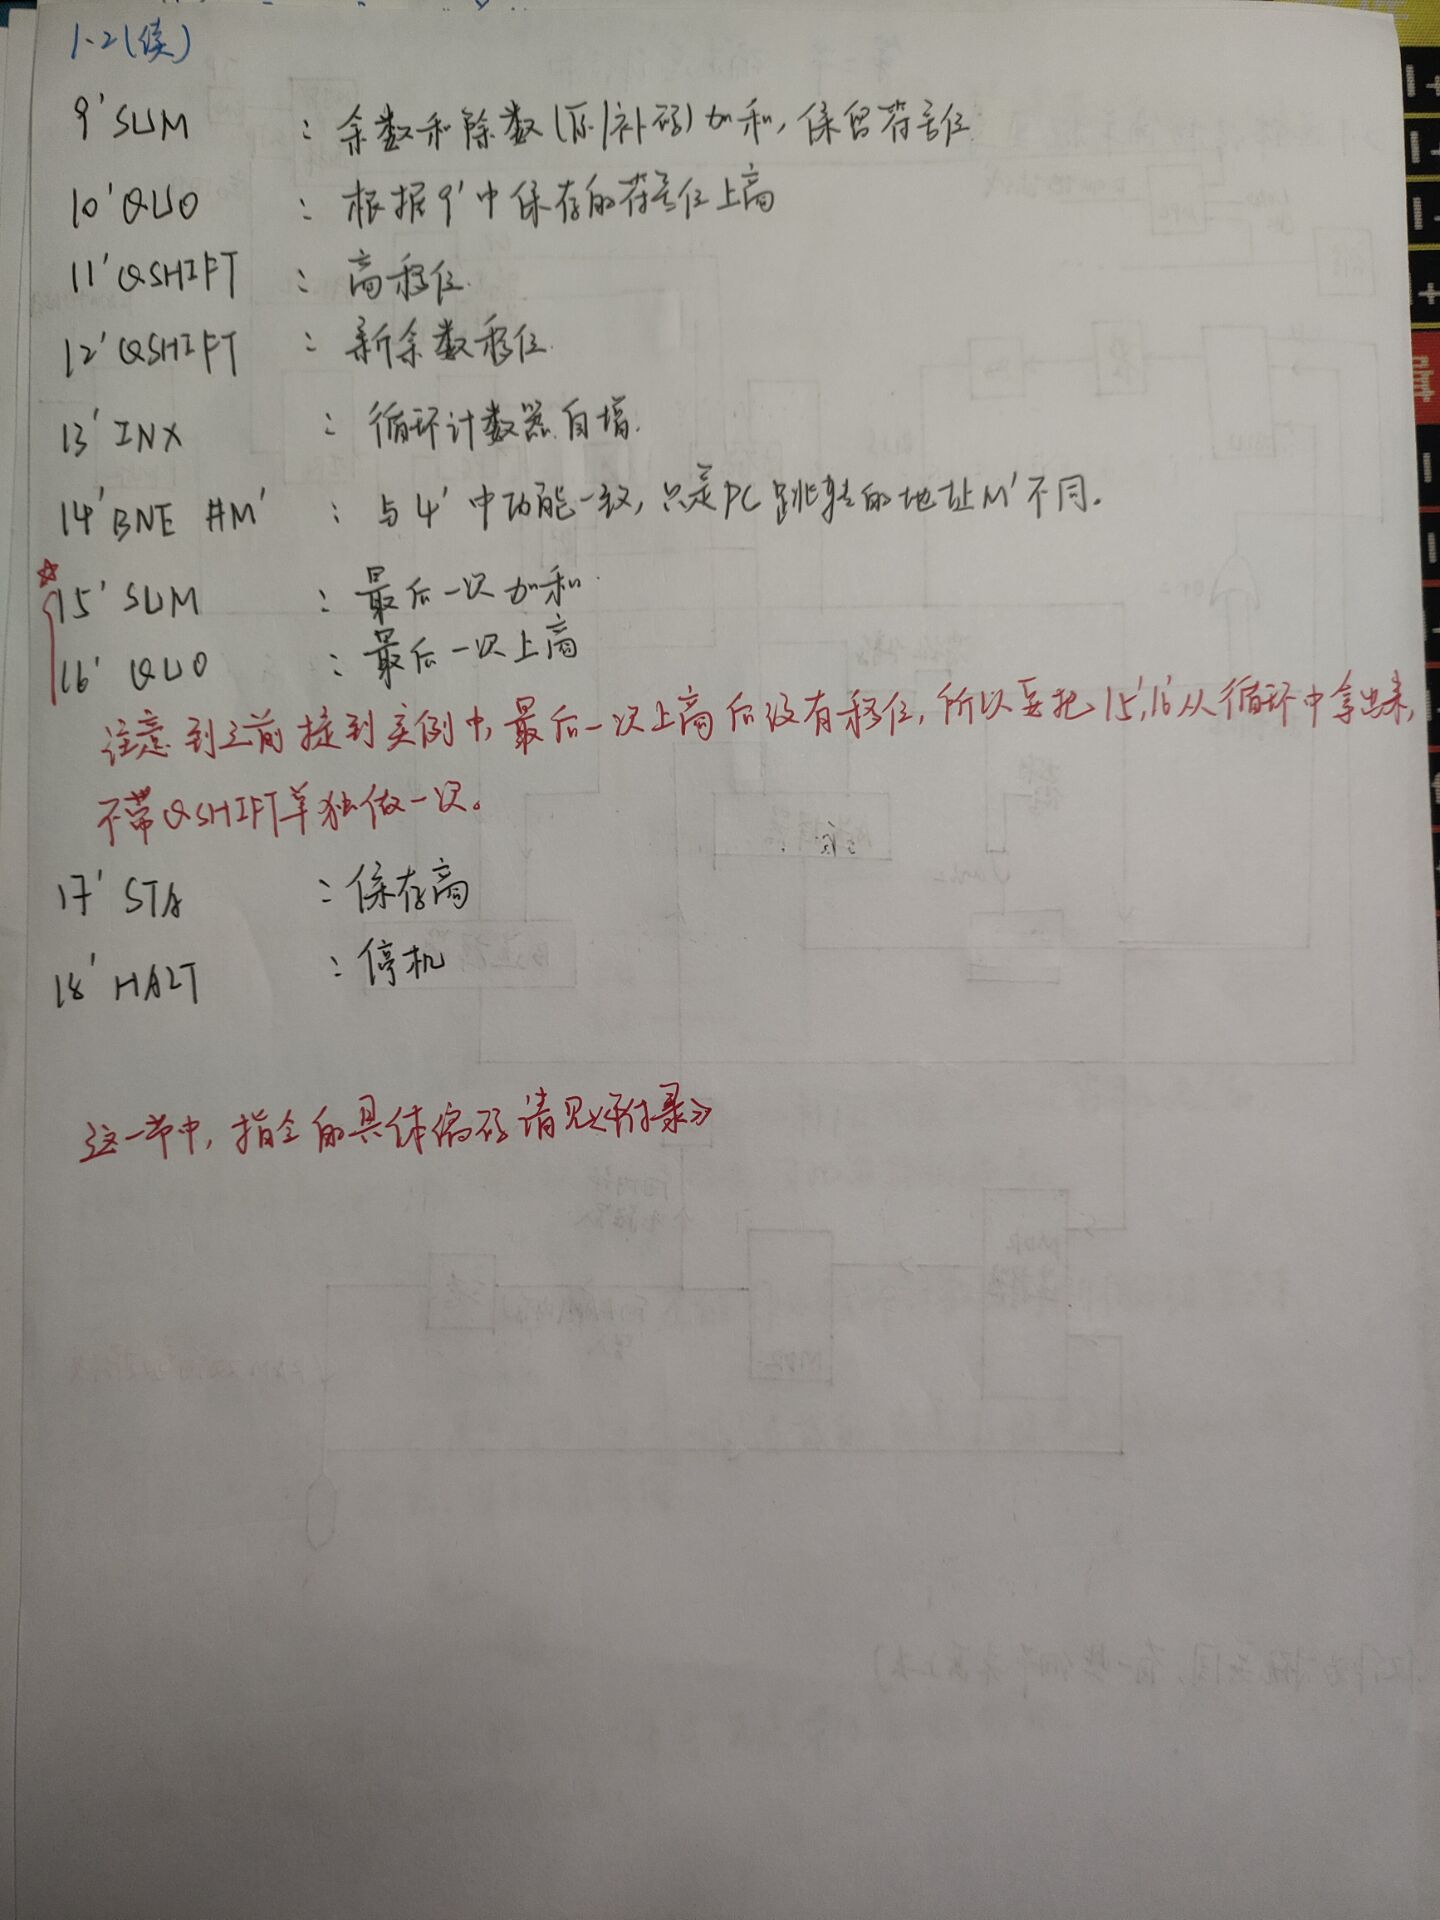 1.2(续)
9' SUM : 余数和除数(原/补码)加和,保留符号位
10' QUO : 根据9'中保存的符号位上商
11' QSHIFT : 商移位.
12' QSHIFT : 新余数移位.
13' INX : 循环计数器自增.
14' BNE #M' : 与4'中功能一致,只是PC跳转的地址M'不同。
☆15' SUM : 最后一次加和.
16' QUO : 最后一次上商
注意到之前提到实例中,最后一次上商后没有移位,所以要把15',16'从循环中拿出来,
不带QSHIFT单独做一次。
17' STA : 保存商
18' HALT : 停机
这一节中,指令的具体编码请见《附录》